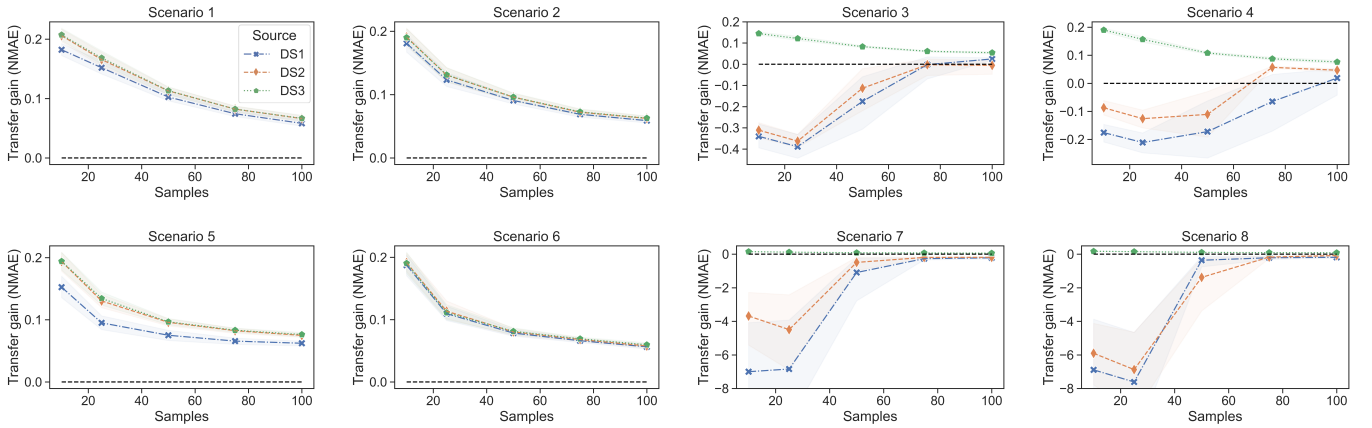 Scenario 1
Transfer gain (NMAE)
0.2
0.1
0.0
Source
DS1
DS2
DS3
20 40 60 80 100
Samples
Scenario 2
Transfer gain (NMAE)
0.2
0.1
0.0
20 40 60 80 100
Samples
Scenario 3
Transfer gain (NMAE)
0.2
0.1
0.0
−0.1
−0.2
−0.3
−0.4
20 40 60 80 100
Samples
Scenario 4
Transfer gain (NMAE)
0.2
0.1
0.0
−0.1
−0.2
20 40 60 80 100
Samples
Scenario 5
Transfer gain (NMAE)
0.2
0.1
0.0
20 40 60 80 100
Samples
Scenario 6
Transfer gain (NMAE)
0.2
0.1
0.0
20 40 60 80 100
Samples
Scenario 7
Transfer gain (NMAE)
0
−2
−4
−6
−8
20 40 60 80 100
Samples
Scenario 8
Transfer gain (NMAE)
0
−2
−4
−6
−8
20 40 60 80 100
Samples